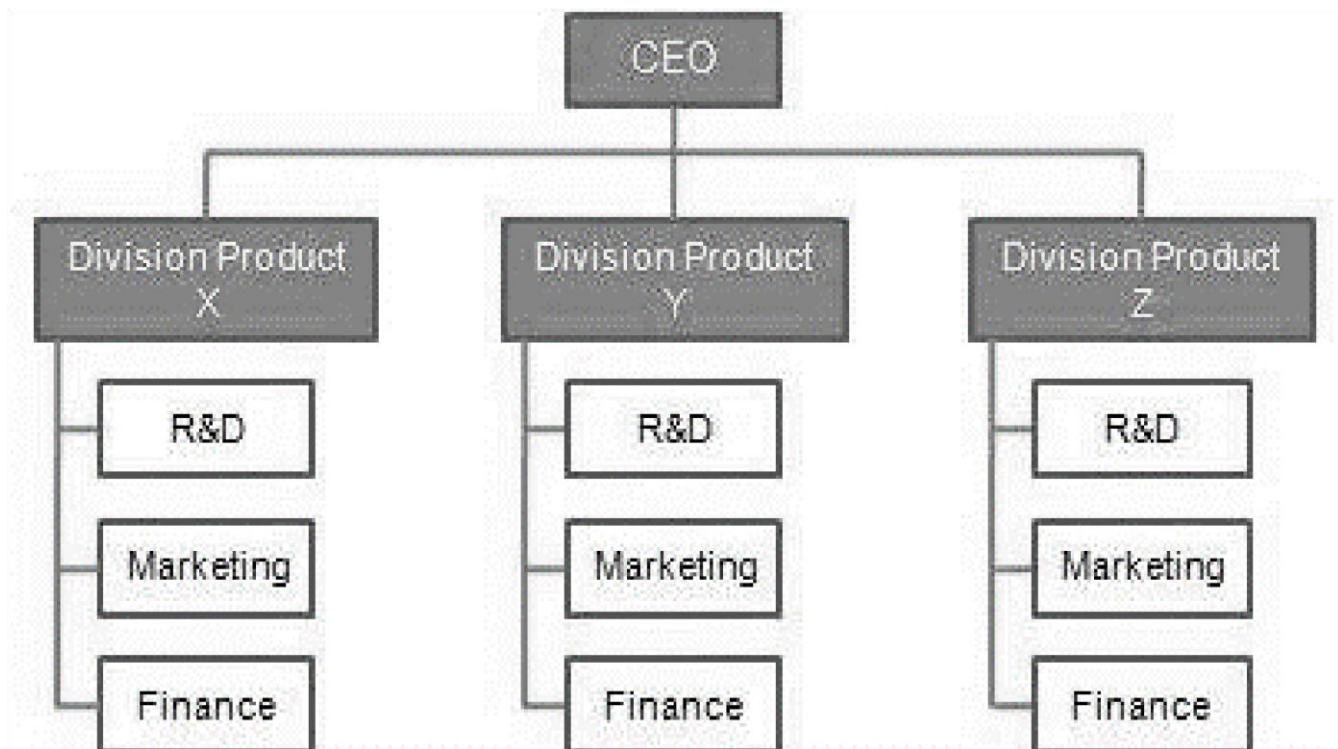 CEO
Division Product
X
Division Product
Y
Division Product
Z
R&D
R&D
R&D
Marketing
Marketing
Marketing
Finance
Finance
Finance